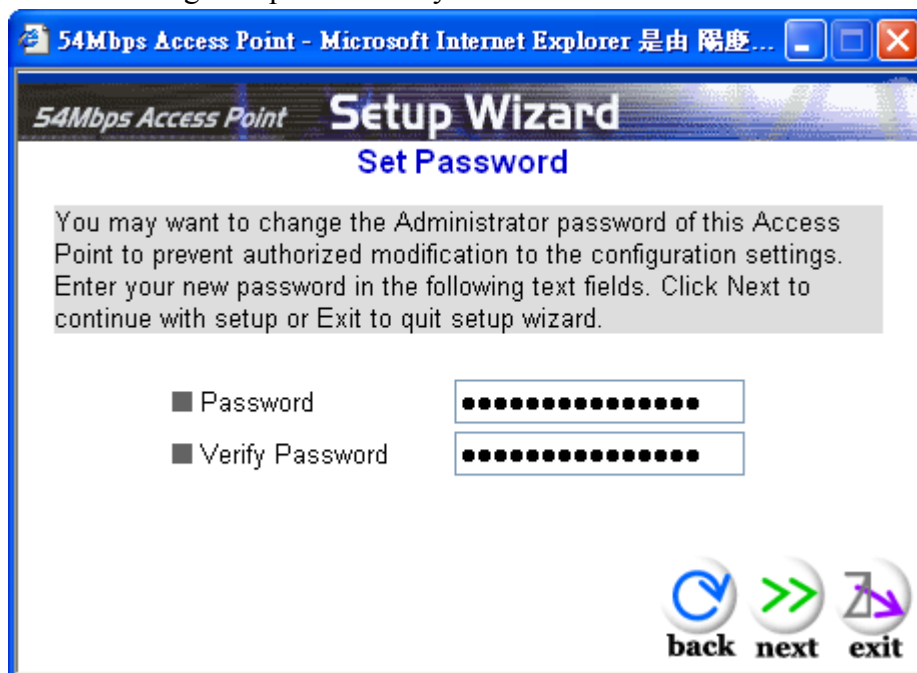 54Mbps Access Point - Microsoft Internet Explorer 是由 陽慶...
54Mbps Access Point Setup Wizard
Set Password
You may want to change the Administrator password of this Access
Point to prevent authorized modification to the configuration settings.
Enter your new password in the following text fields. Click Next to
continue with setup or Exit to quit setup wizard.
Password
Verify Password
back next exit